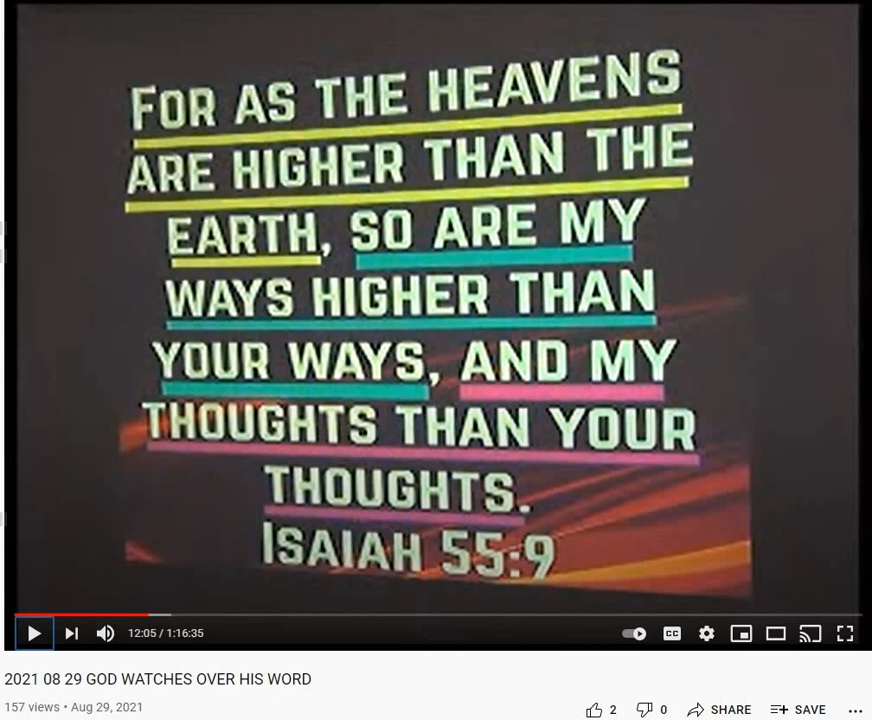 FOR AS THE HEAVENS
ARE HIGHER THAN THE
EARTH, SO ARE MY
WAYS HIGHER THAN
YOUR WAYS, AND MY
THOUGHTS THAN YOUR
THOUGHTS.
ISAIAH 55:9
12:05 / 1:16:35
CC
2021 08 29 GOD WATCHES OVER HIS WORD
157 views • Aug 29, 2021
2 0 SHARE SAVE